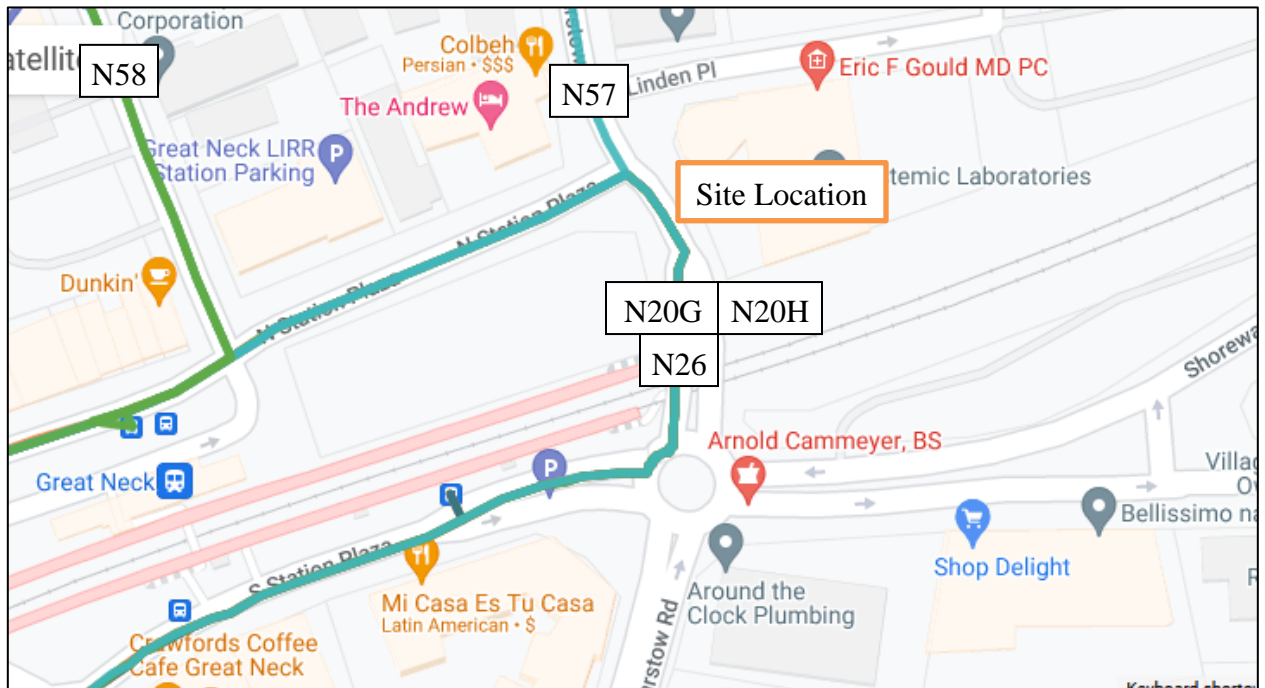 Corporation
atellite
N58
Colbeh
Persian • $$$
The Andrew
N57
Linden Pl
Eric F Gould MD PC
Great Neck LIRR
Station Parking
Site Location
temic Laboratories
N Station Plaza
Dunkin'
N Station Plaza
N20G
N20H
N26
Shorewa
Arnold Cammeyer, BS
P
P
Great Neck
Villag
Bellissimo na
S Station Plaza
Shop Delight
Mi Casa Es Tu Casa
Latin American • $
Around the
Clock Plumbing
Crawfords Coffee
Cafe Great Neck
rstow Rd